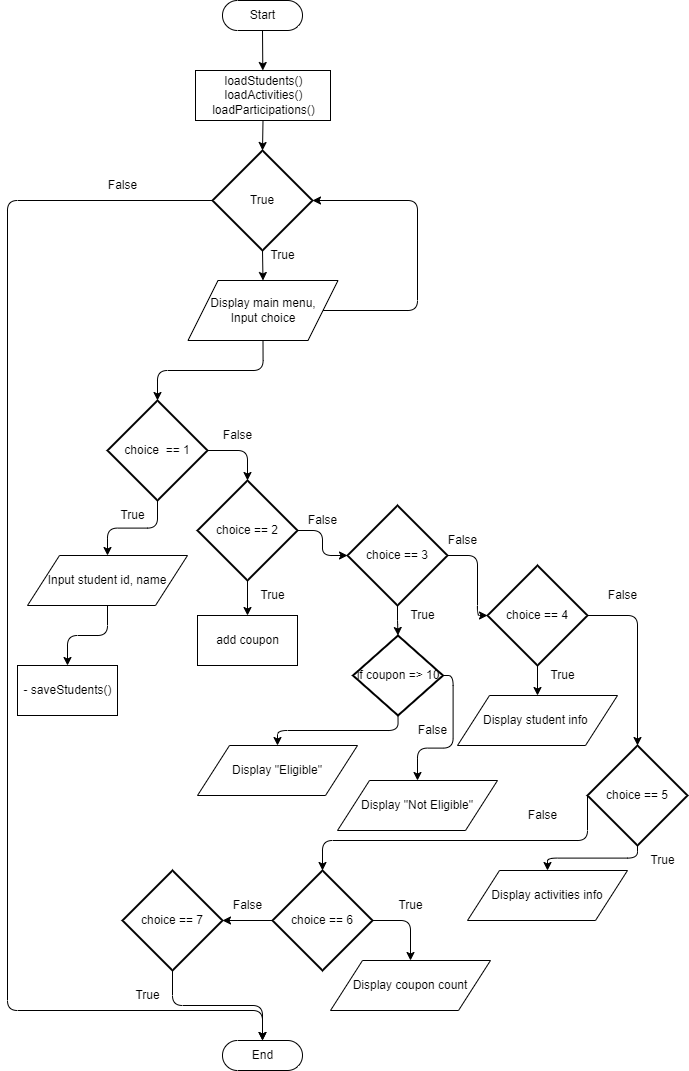 Start
loadStudents()
loadActivities()
loadParticipations()
False
True
True
Display main menu,
Input choice
choice == 1
False
True
choice == 2
False
choice == 3
False
Input student id, name
True
True
choice == 4
False
add coupon
if coupon => 10
True
- saveStudents()
False
Display student info
Display "Eligible"
choice == 5
Display "Not Eligible"
False
True
Display activities info
choice == 7
False
choice == 6
True
Display coupon count
True
End